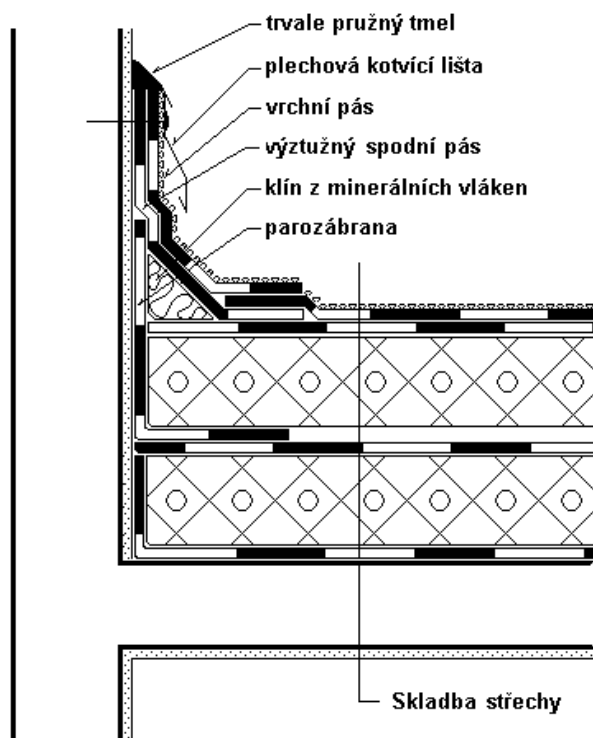 trvale pružný tmel
plechová kotvící lišta
vrchní pás
výztužný spodní pás
klín z minerálních vláken
parozábrana
Skladba střechy